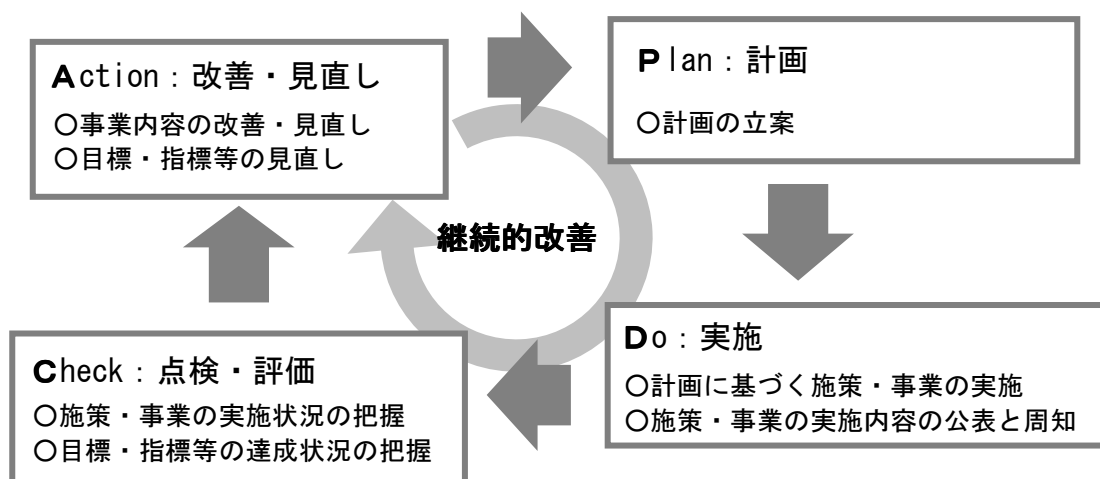 Action：改善・見直し
○事業内容の改善・見直し
○目標・指標等の見直し
Plan：計画
○計画の立案
継続的改善
Do：実施
○計画に基づく施策・事業の実施
○施策・事業の実施内容の公表と周知
Check：点検・評価
○施策・事業の実施状況の把握
○目標・指標等の達成状況の把握